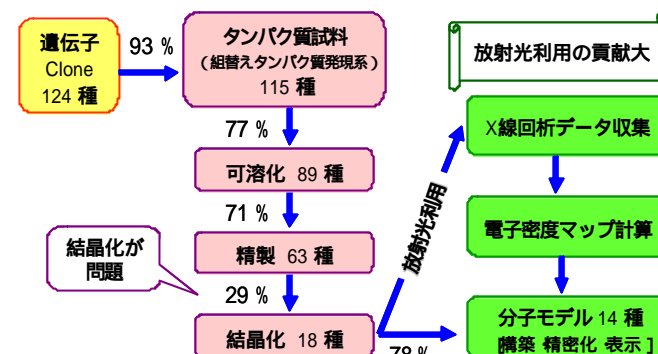 遺伝子
Clone
124 種
93 %
タンパク質試料
(組替えタンパク質発現系)
115 種
77 %
可溶化 89 種
71 %
精製 63 種
結晶化が
問題
29 %
結晶化 18 種
78 %
放射光利用
放射光利用の貢献大
X線回析データ収集
電子密度マップ計算
分子モデル 14 種
構築 精密化 表示 ]